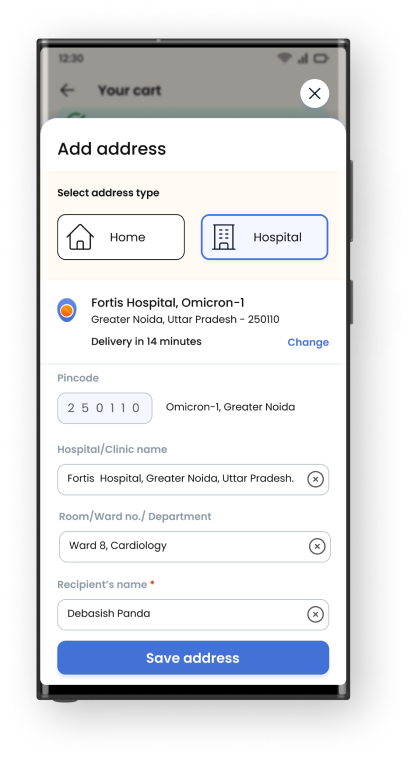 12:30
Your cart
Add address
Select address type
Home
Hospital
Fortis Hospital, Omicron-1
Greater Noida, Uttar Pradesh - 250110
Delivery in 14 minutes
Change
Pincode
2 5 0 1 1 0
Omicron-1, Greater Noida
Hospital/Clinic name
Fortis Hospital, Greater Noida, Uttar Pradesh.
Room/Ward no./ Department
Ward 8, Cardiology
Recipient's name *
Debasish Panda
Save address